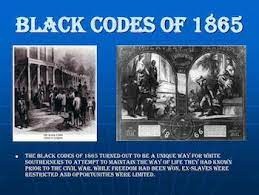 BLACK CODES OF 1865
THE BLACK CODES OF 1865 TURNED OUT TO BE A UNIQUE WAY FOR WHITE
SOUTHERNERS TO ATTEMPT TO MAINTAIN THE WAY OF LIFE THEY HAD KNOWN
PRIOR TO THE CIVIL WAR. WHILE FREEDOM HAD BEEN WON, EX-SLAVES WERE
RESTRICTED AND OPPORTUNITIES WERE LIMITED.